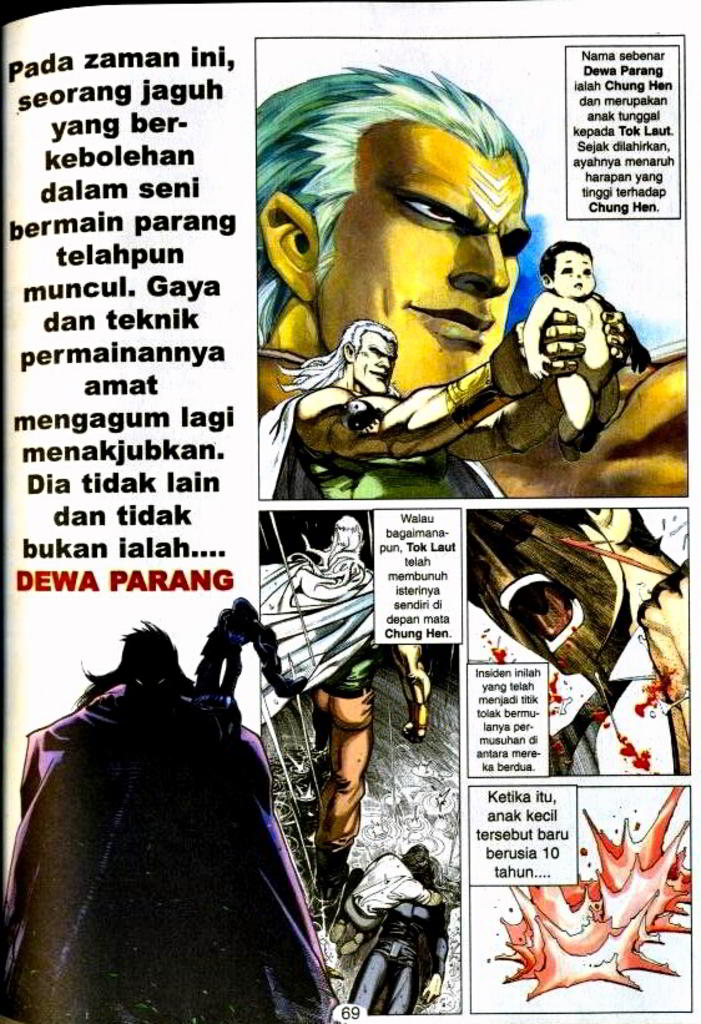 Pada zaman ini,
seorang jaguh
yang ber-
kebolehan
dalam seni
bermain parang
telahpun
muncul. Gaya
dan teknik
permainannya
amat
mengagum lagi
menakjubkan.
Dia tidak lain
dan tidak
bukan ialah....
DEWA PARANG
Nama sebenar
Dewa Parang
ialah Chung Hen
dan merupakan
anak tunggal
kepada Tok Laut.
Sejak dilahirkan,
ayahnya menaruh
harapan yang
tinggi terhadap
Chung Hen.
Walau
bagaimana-
pun, Tok Laut
telah
membunuh
isterinya
sendiri di
depan mata
Chung Hen.
Insiden inilah
yang telah
menjadi titik
tolak bermu-
lanya per-
musuhan di
antara mere-
ka berdua.
Ketika itu,
anak kecil
tersebut baru
berusia 10
tahun....
69